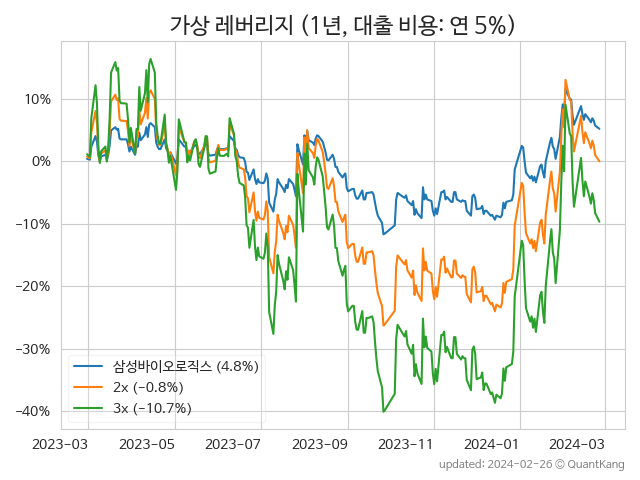 가상 레버리지 (1년, 대출 비용: 연 5%)
10%
0%
−10%
−20%
−30%
−40%
삼성바이오로직스 (4.8%)
2x (−0.8%)
3x (−10.7%)
2023-03
2023-05
2023-07
2023-09
2023-11
2024-01
2024-03
updated: 2024-02-26 © QuantKang